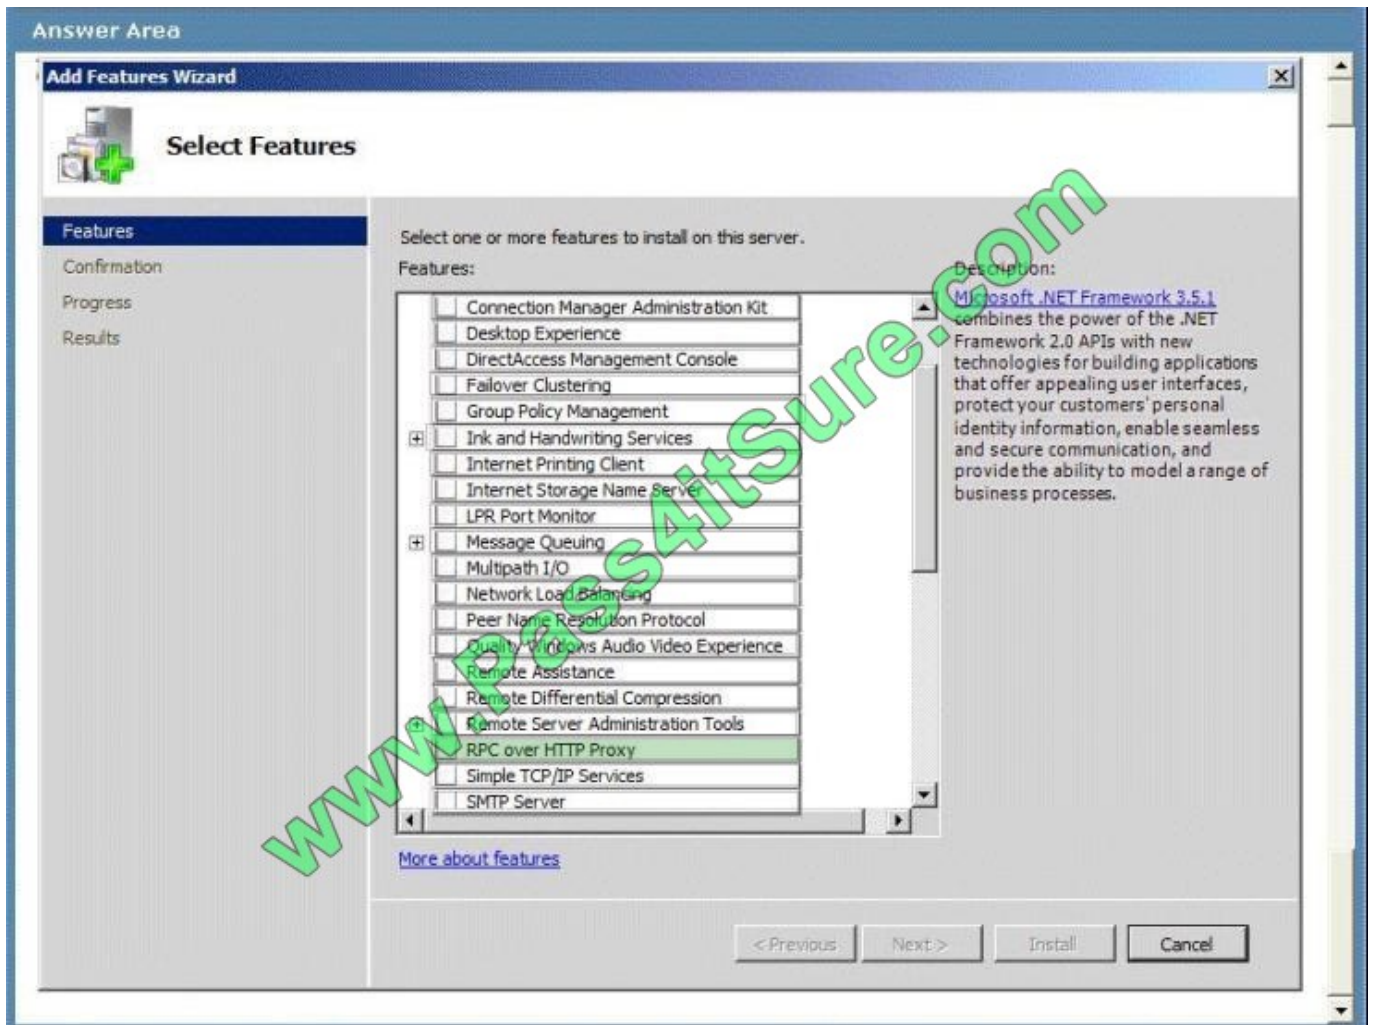 Answer Area
Add Features Wizard
Select Features
Features
Confirmation
Progress
Results
Select one or more features to install on this server.
Features:
Connection Manager Administration Kit
Desktop Experience
DirectAccess Management Console
Failover Clustering
Group Policy Management
Ink and Handwriting Services
Internet Printing Client
Internet Storage Name Server
LPR Port Monitor
Message Queuing
Multipath I/O
Network Load Balancing
Peer Name Resolution Protocol
Quality Windows Audio Video Experience
Remote Assistance
Remote Differential Compression
Remote Server Administration Tools
RPC over HTTP Proxy
Simple TCP/IP Services
SMTP Server
More about features
Description:
Microsoft .NET Framework 3.5.1
combines the power of the .NET
Framework 2.0 APIs with new
technologies for building applications
that offer appealing user interfaces,
protect your customers' personal
identity information, enable seamless
and secure communication, and
provide the ability to model a range of
business processes.
< Previous
Next >
Install
Cancel
www.Pass4itSure.com